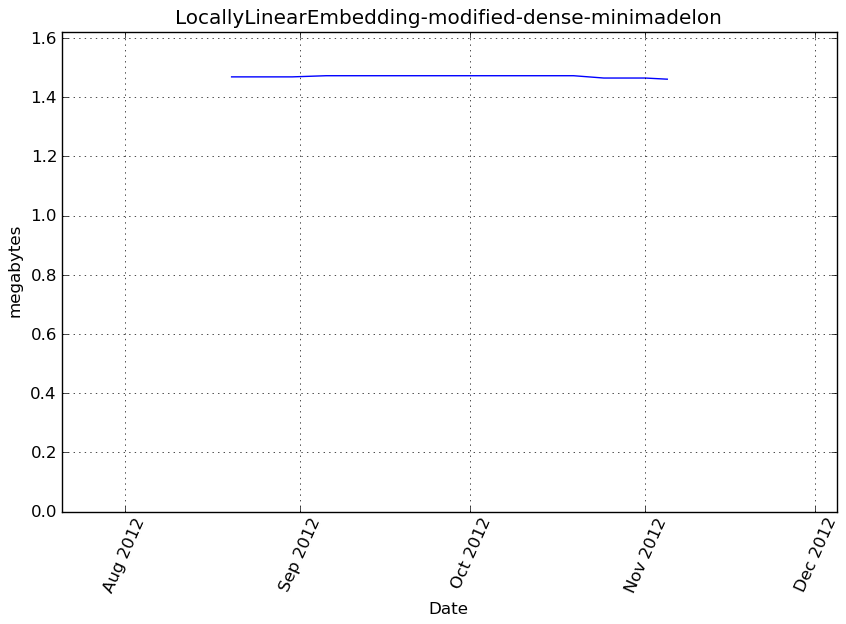 LocallyLinearEmbedding-modified-dense-minimadelon
1.6
1.4
1.2
1.0
0.8
0.6
0.4
0.2
0.0
megabytes
Aug 2012
Sep 2012
Oct 2012
Nov 2012
Dec 2012
Date